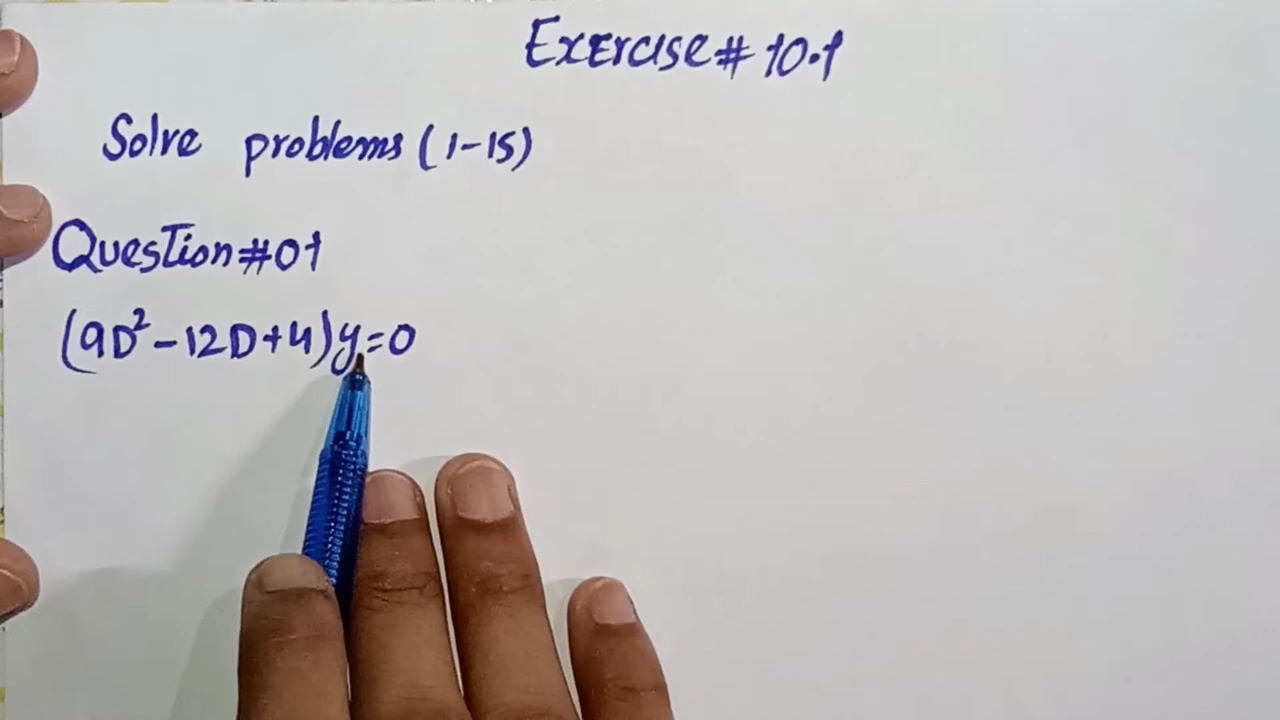 Exercise# 10.1
Solve problems (1-15)
Question#01
(9D²-12D+4)y=0